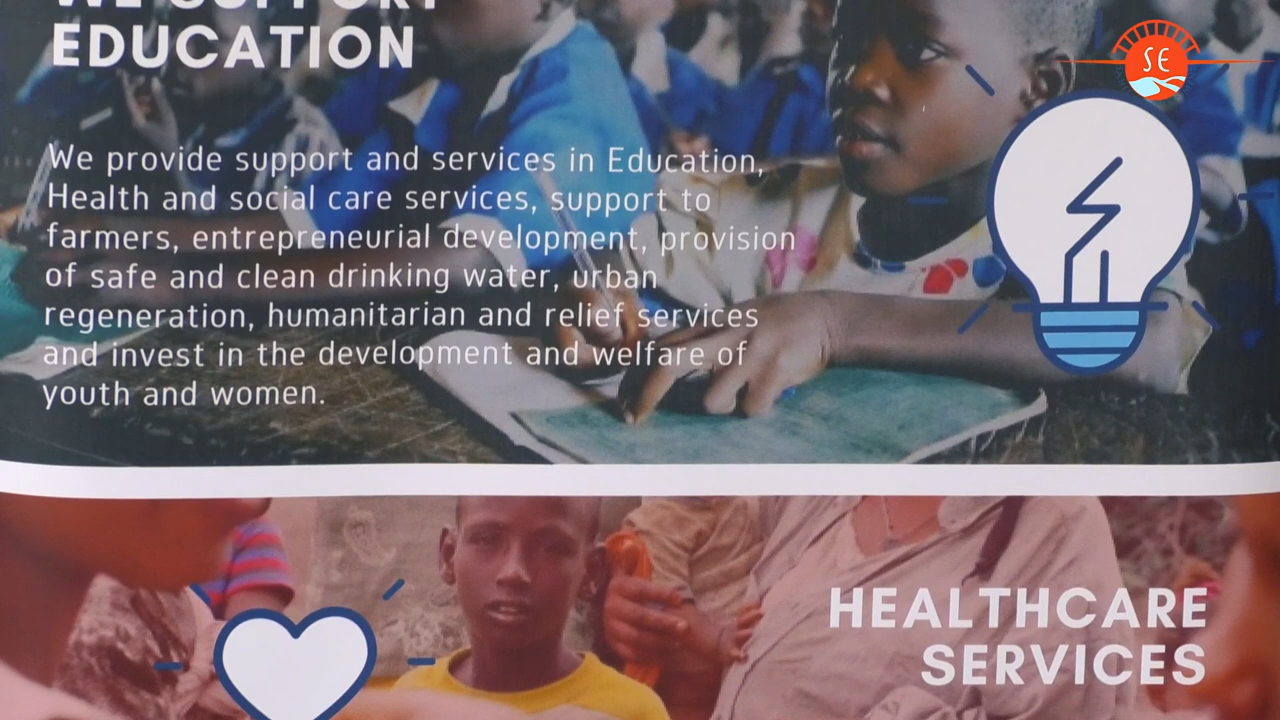 WE SUPPORT
EDUCATION
SE
We provide support and services in Education,
Health and social care services, support to
farmers, entrepreneurial development, provision
of safe and clean drinking water, urban
regeneration, humanitarian and relief services
and invest in the development and welfare of
youth and women.
HEALTHCARE
SERVICES